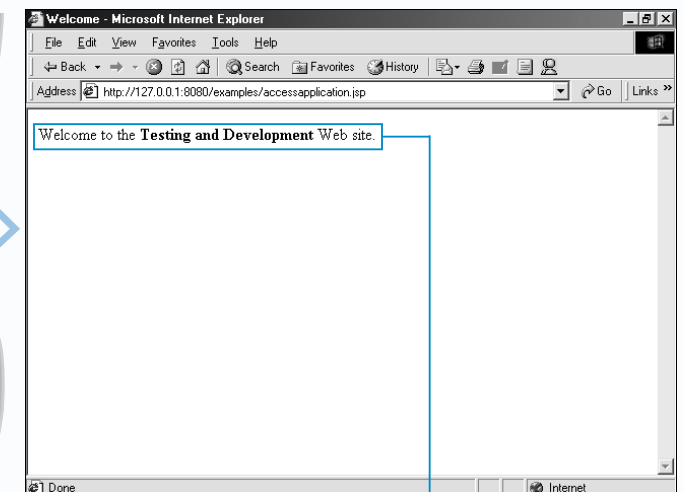 Welcome - Microsoft Internet Explorer
File Edit View Favorites Tools Help
Back Search Favorites History
Address http://127.0.0.1:8080/examples/accessapplication.jsp Go Links »
Welcome to the Testing and Development Web site.
Done Internet